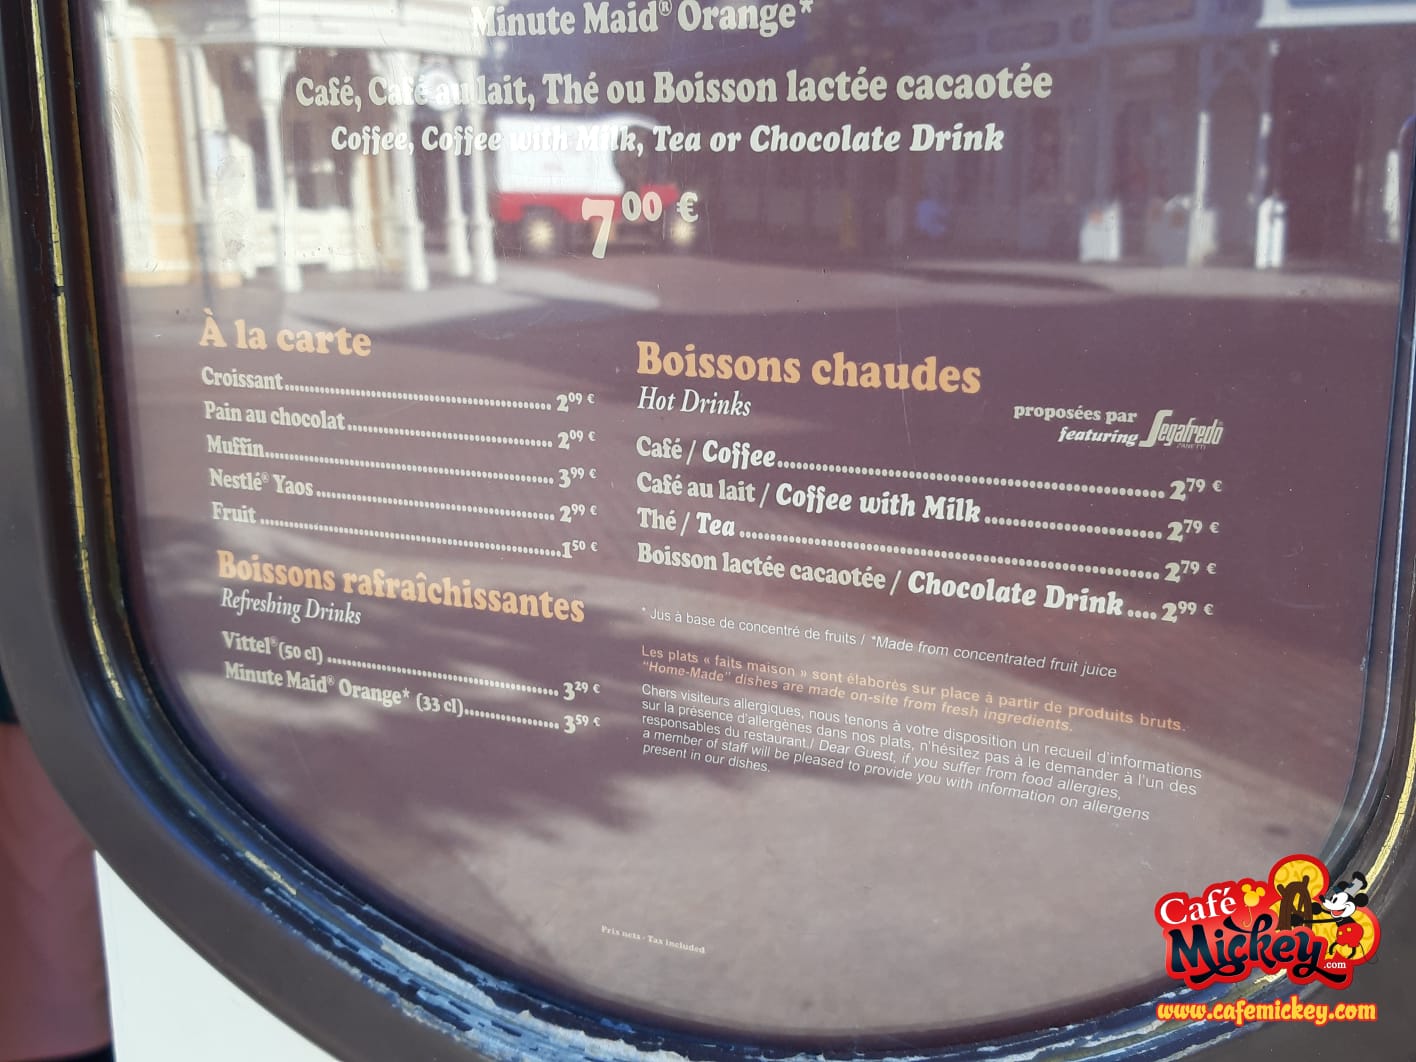 Minute Maid® Orange*
Café, Café au lait, Thé ou Boisson lactée cacaotée
Coffee, Coffee with Milk, Tea or Chocolate Drink
7 00 €
À la carte
Croissant........ 2 09 €
Pain au chocolat........ 2 09 €
Muffin........ 3 99 €
Nestlé® Yaos........ 2 99 €
Fruit........ 1 50 €
Boissons rafraîchissantes
Refreshing Drinks
Vittel® (50 cl)........ 3 29 €
Minute Maid® Orange* (33 cl)........ 3 59 €
Boissons chaudes
Hot Drinks
proposées par
featuring Segafredo
ZANETTI
Café / Coffee........ 2 79 €
Café au lait / Coffee with Milk........ 2 79 €
Thé / Tea........ 2 79 €
Boisson lactée cacaotée / Chocolate Drink.... 2 99 €
* Jus à base de concentré de fruits / *Made from concentrated fruit juice
Les plats « faits maison » sont élaborés sur place à partir de produits bruts.
"Home-Made" dishes are made on-site from fresh ingredients.
Chers visiteurs allergiques, nous tenons à votre disposition un recueil d'informations
sur la présence d'allergènes dans nos plats, n'hésitez pas à le demander à l'un des
responsables du restaurant./ Dear Guest, if you suffer from food allergies,
a member of staff will be pleased to provide you with information on allergens
present in our dishes.
Prix nets - Tax included
Café
Mickey
.com
www.cafemickey.com